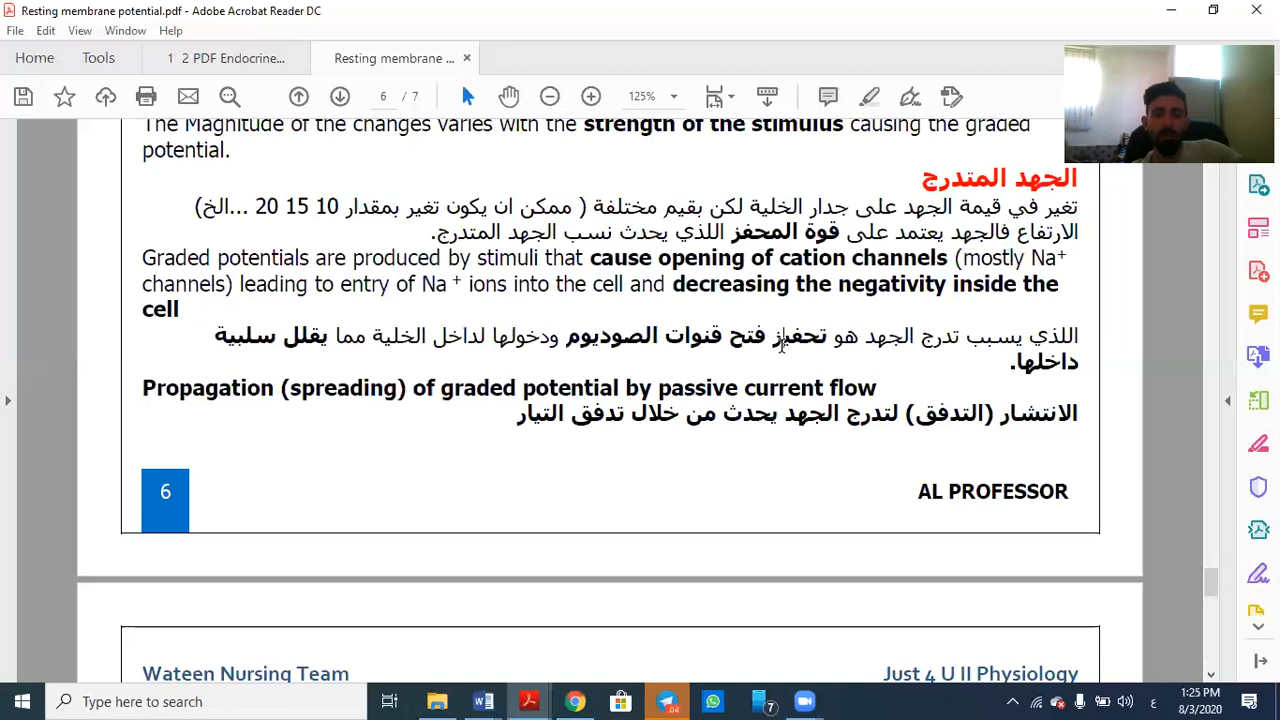 Resting membrane potential.pdf - Adobe Acrobat Reader DC
File Edit View Window Help
Home Tools 1 2 PDF Endocrine... Resting membrane ... ×
6 / 7 125%
The Magnitude of the changes varies with the strength of the stimulus causing the graded
potential.
الجهد المتدرج
تغير في قيمة الجهد على جدار الخلية لكن بقيم مختلفة ( ممكن ان يكون تغير بمقدار 10 15 20 ...الخ)
الارتفاع فالجهد يعتمد على قوة المحفز اللذي يحدث نسب الجهد المتدرج.
Graded potentials are produced by stimuli that cause opening of cation channels (mostly Na⁺
channels) leading to entry of Na ⁺ ions into the cell and decreasing the negativity inside the
cell
اللذي يسبب تدرج الجهد هو تحفيز فتح قنوات الصوديوم ودخولها لداخل الخلية مما يقلل سلبية
داخلها.
Propagation (spreading) of graded potential by passive current flow
الانتشار (التدفق) لتدرج الجهد يحدث من خلال تدفق التيار
6 AL PROFESSOR
Wateen Nursing Team Just 4 U II Physiology
Type here to search
04
7
ع
1:25 PM
8/3/2020